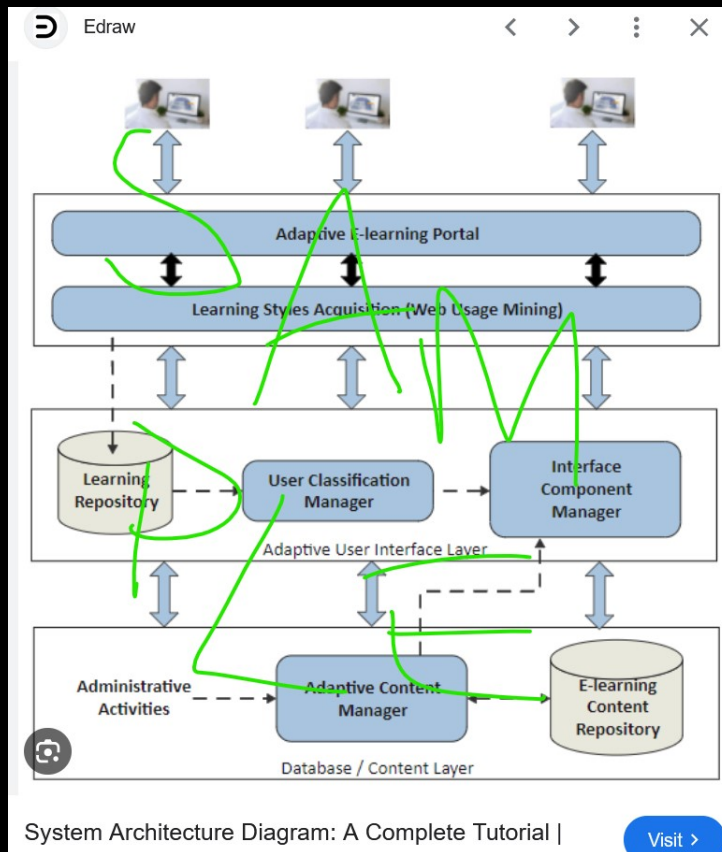 Edraw
Adaptive E-learning Portal
Learning Styles Acquisition (Web Usage Mining)
Learning
Repository
User Classification
Manager
Interface
Component
Manager
Adaptive User Interface Layer
Administrative
Activities
Adaptive Content
Manager
E-learning
Content
Repository
Database / Content Layer
SAM
PLE
System Architecture Diagram: A Complete Tutorial |
Visit >